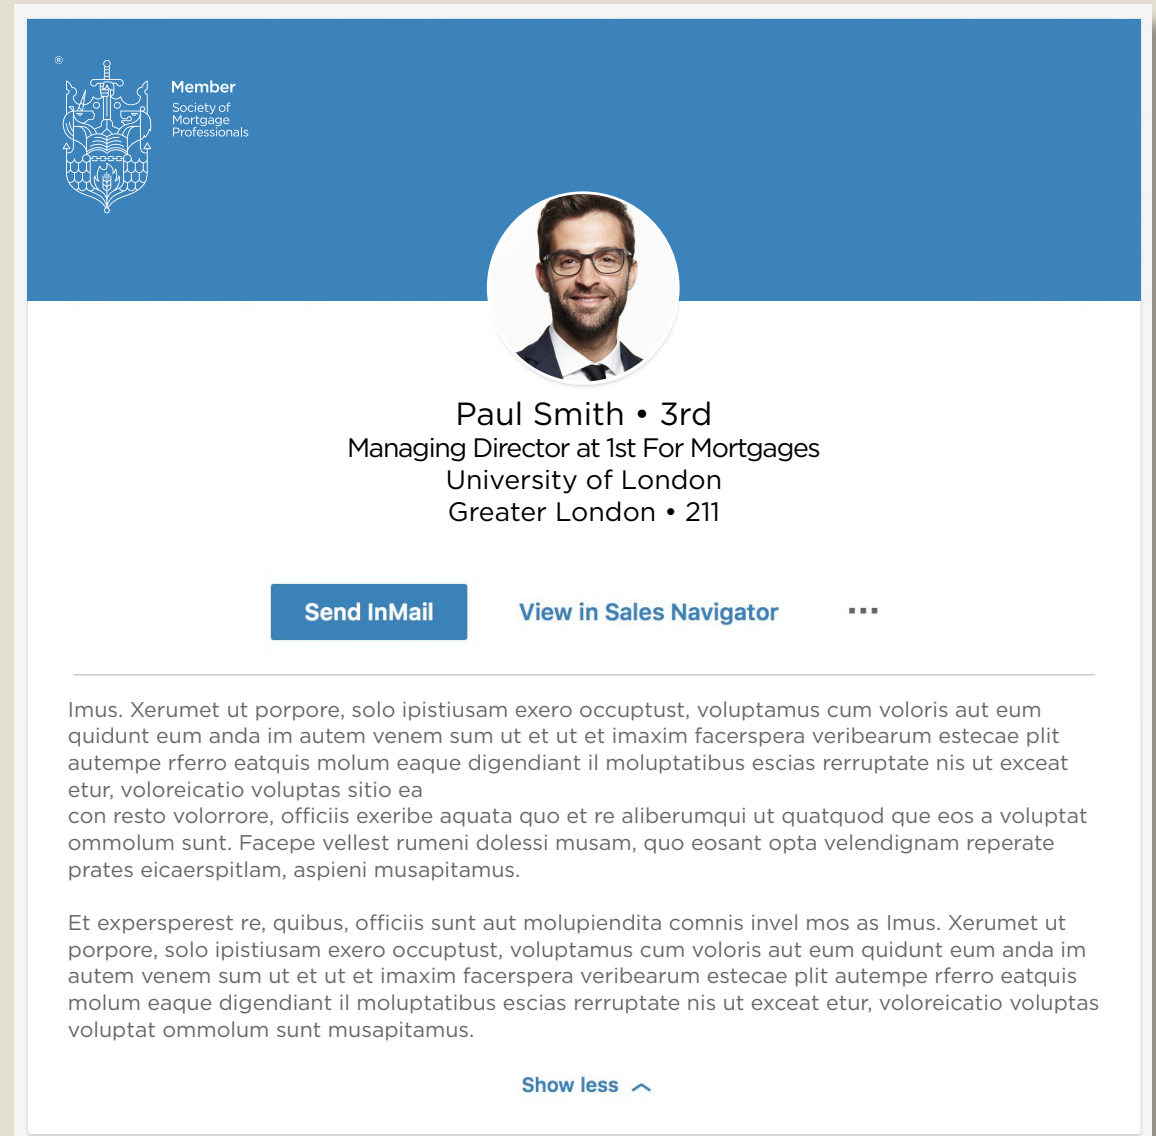 ®
Member
Society of
Mortgage
Professionals
Paul Smith • 3rd
Managing Director at 1st For Mortgages
University of London
Greater London • 211
Send InMail
View in Sales Navigator
Imus. Xerumet ut porpore, solo ipistiusam exero occuptust, voluptamus cum voloris aut eum
quidunt eum anda im autem venem sum ut et ut et imaxim facerspera veribearum estecae plit
autempe rferro eatquis molum eaque digendiant il moluptatibus escias rerruptate nis ut exceat
etur, voloreicatio voluptas sitio ea
con resto volorrore, officiis exeribe aquata quo et re aliberumqui ut quatquod que eos a voluptat
ommolum sunt. Facepe vellest rumeni dolessi musam, quo eosant opta velendignam reperate
prates eicaerspitlam, aspieni musapitamus.
Et expersperest re, quibus, officiis sunt aut molupiendita comnis invel mos as Imus. Xerumet ut
porpore, solo ipistiusam exero occuptust, voluptamus cum voloris aut eum quidunt eum anda im
autem venem sum ut et ut et imaxim facerspera veribearum estecae plit autempe rferro eatquis
molum eaque digendiant il moluptatibus escias rerruptate nis ut exceat etur, voloreicatio voluptas
voluptat ommolum sunt musapitamus.
Show less